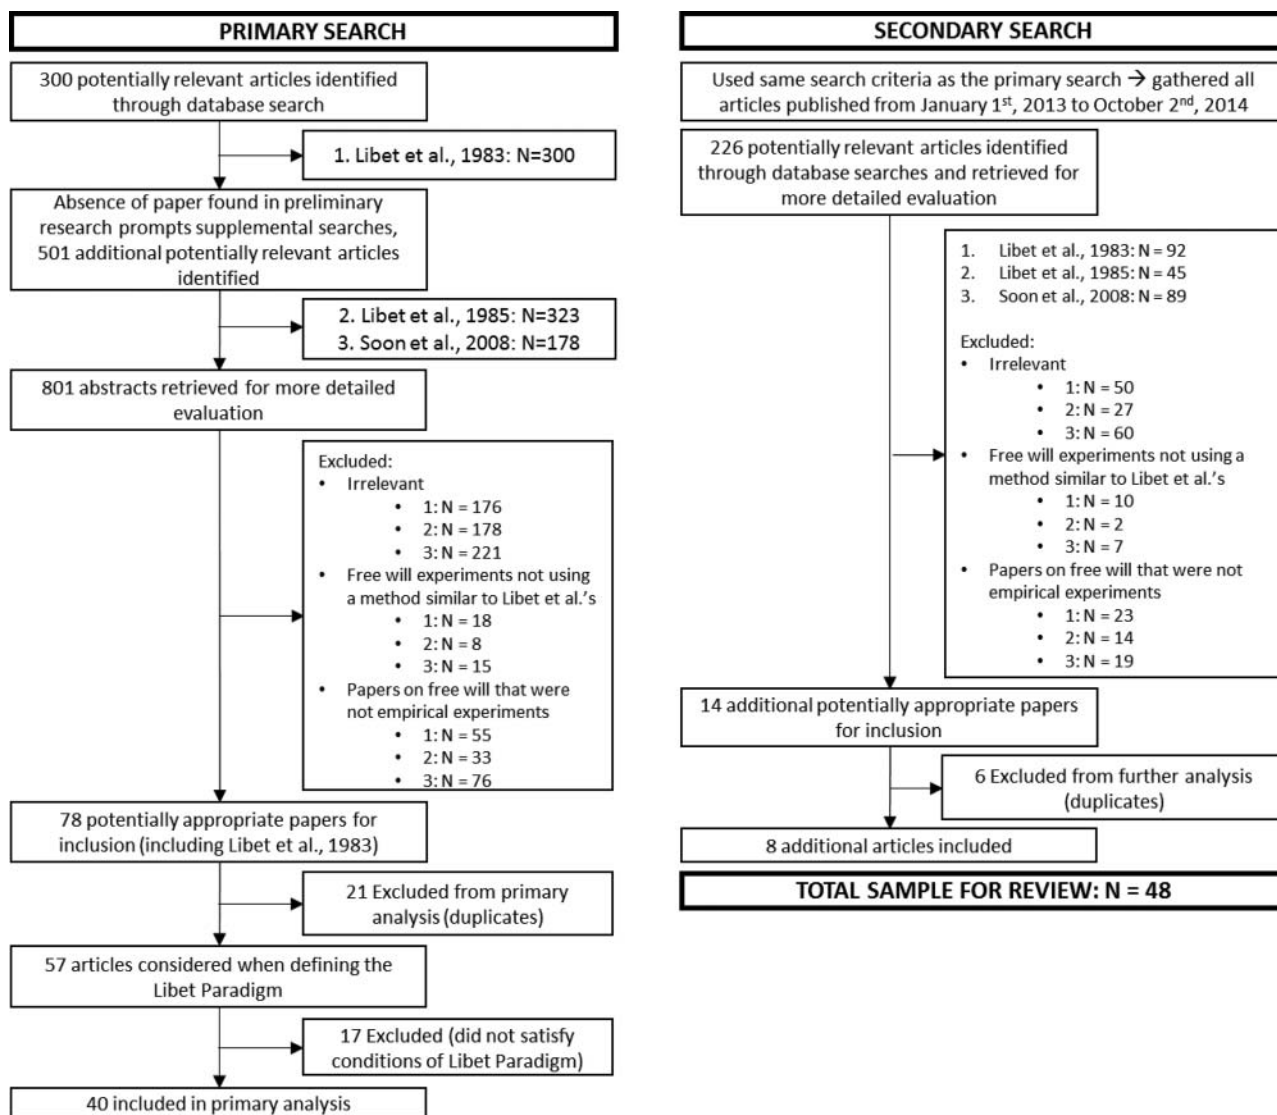 PRIMARY SEARCH
300 potentially relevant articles identified
through database search
1. Libet et al., 1983: N=300
Absence of paper found in preliminary
research prompts supplemental searches,
501 additional potentially relevant articles
identified
2. Libet et al., 1985: N=323
3. Soon et al., 2008: N=178
801 abstracts retrieved for more detailed
evaluation
Excluded:
• Irrelevant
• 1: N = 176
• 2: N = 178
• 3: N = 221
• Free will experiments not using
a method similar to Libet et al.'s
• 1: N = 18
• 2: N = 8
• 3: N = 15
• Papers on free will that were
not empirical experiments
• 1: N = 55
• 2: N = 33
• 3: N = 76
78 potentially appropriate papers for
inclusion (including Libet et al., 1983)
21 Excluded from primary
analysis (duplicates)
57 articles considered when defining the
Libet Paradigm
17 Excluded (did not satisfy
conditions of Libet Paradigm)
40 included in primary analysis
SECONDARY SEARCH
Used same search criteria as the primary search → gathered all
articles published from January 1st, 2013 to October 2nd, 2014
226 potentially relevant articles identified
through database searches and retrieved for
more detailed evaluation
1. Libet et al., 1983: N = 92
2. Libet et al., 1985: N = 45
3. Soon et al., 2008: N = 89
Excluded:
• Irrelevant
• 1: N = 50
• 2: N = 27
• 3: N = 60
• Free will experiments not using a
method similar to Libet et al.'s
• 1: N = 10
• 2: N = 2
• 3: N = 7
• Papers on free will that were not
empirical experiments
• 1: N = 23
• 2: N = 14
• 3: N = 19
14 additional potentially appropriate papers
for inclusion
6 Excluded from further analysis
(duplicates)
8 additional articles included
TOTAL SAMPLE FOR REVIEW: N = 48